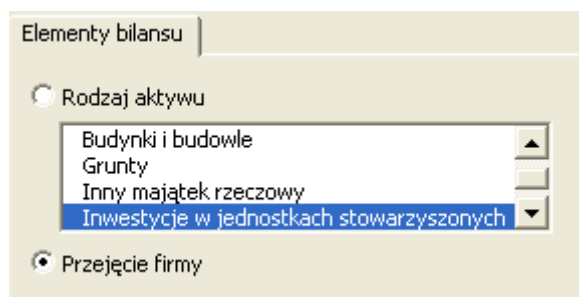 Elementy bilansu
Rodzaj aktywu
Budynki i budowle
Grunty
Inny majątek rzeczowy
Inwestycje w jednostkach stowarzyszonych
Przejęcie firmy